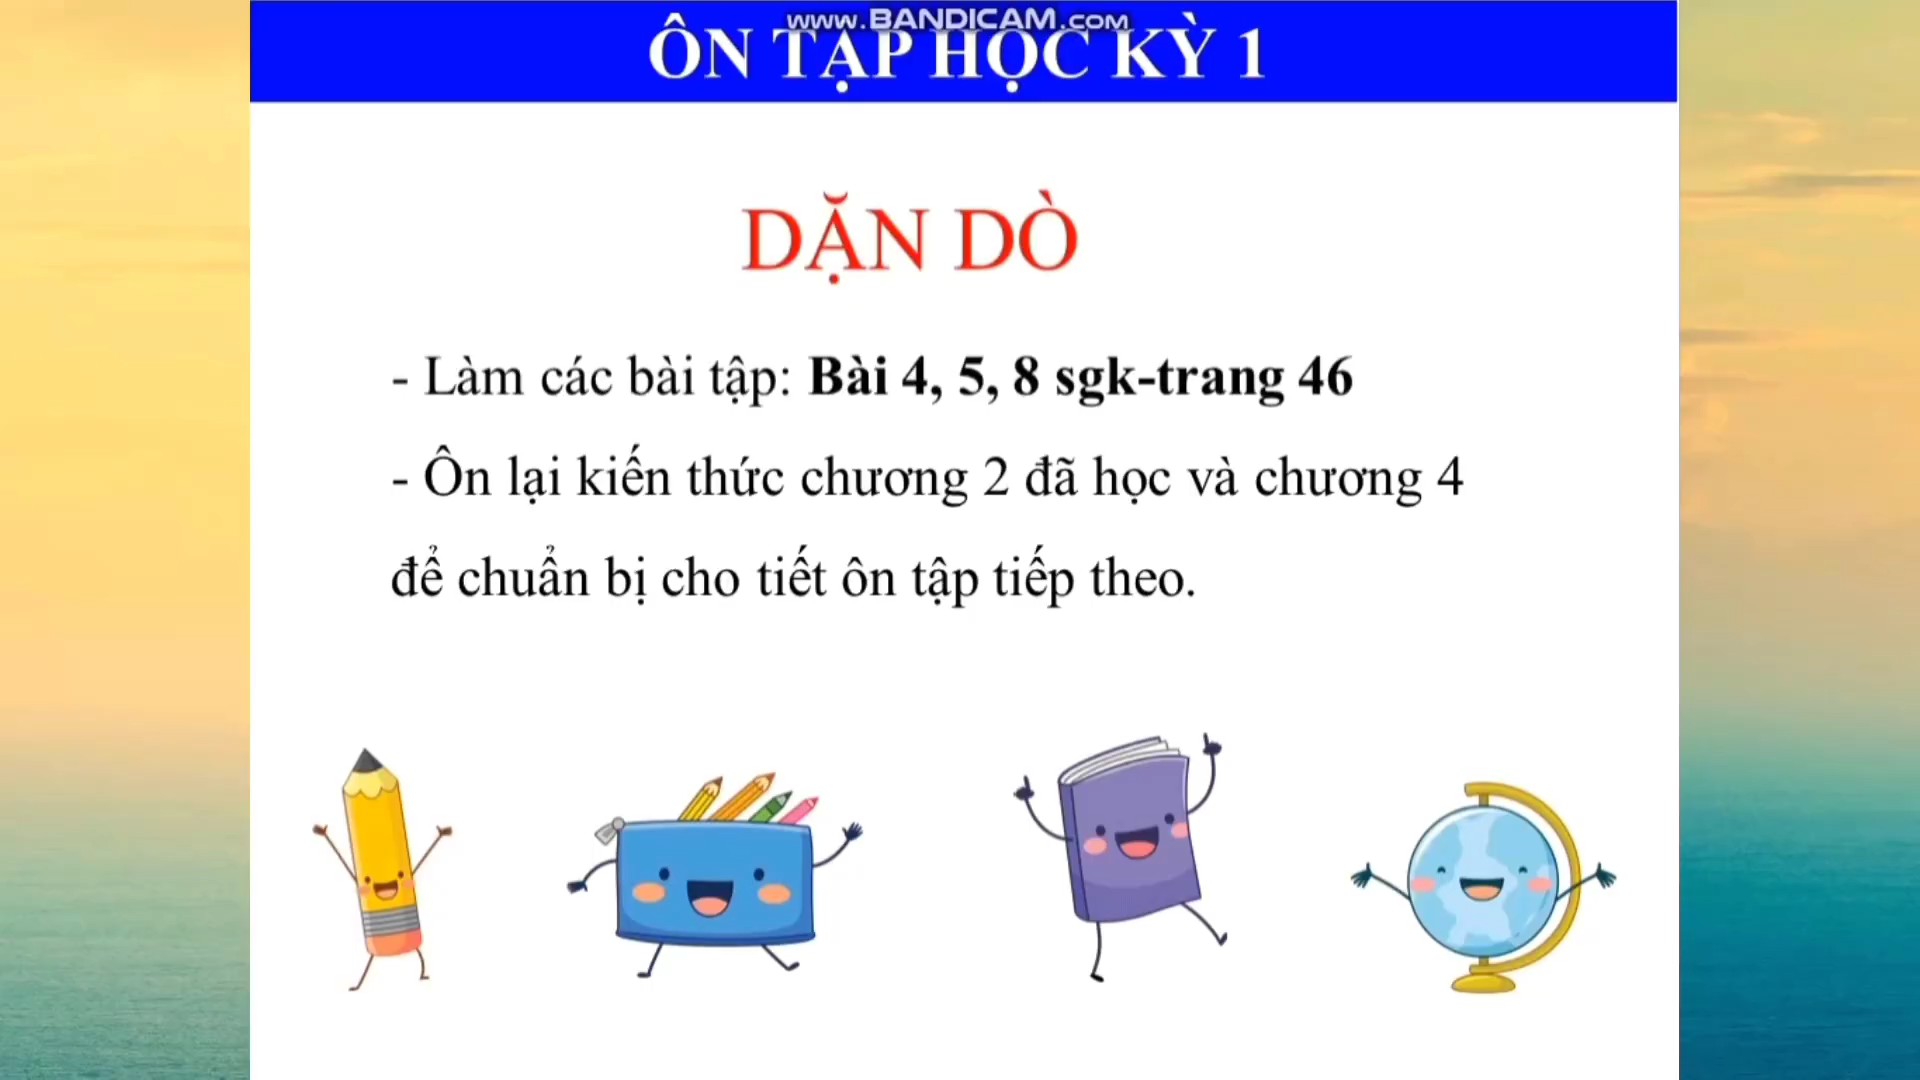 www.BANDICAM.com
ÔN TẬP HỌC KỲ 1
DẶN DÒ
- Làm các bài tập: Bài 4, 5, 8 sgk-trang 46
- Ôn lại kiến thức chương 2 đã học và chương 4
để chuẩn bị cho tiết ôn tập tiếp theo.